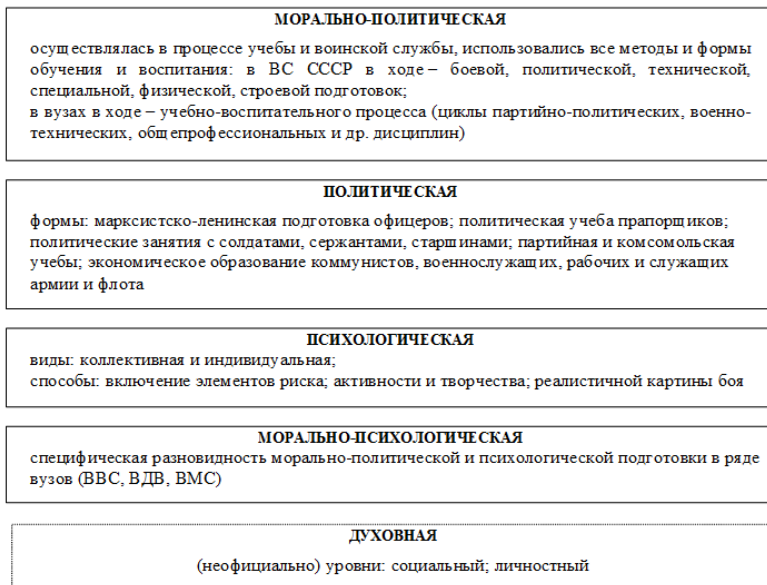 МОРАЛЬНО-ПОЛИТИЧЕСКАЯ
осуществлялась в процессе учебы и воинской службы, использовались все методы и формы
обучения и воспитания: в ВС СССР в ходе – боевой, политической, технической,
специальной, физической, строевой подготовок;
в вузах в ходе – учебно-воспитательного процесса (циклы партийно-политических, военно-
технических, общепрофессиональных и др. дисциплин)
ПОЛИТИЧЕСКАЯ
формы: марксистско-ленинская подготовка офицеров; политическая учеба прапорщиков;
политические занятия с солдатами, сержантами, старшинами; партийная и комсомольская
учебы; экономическое образование коммунистов, военнослужащих, рабочих и служащих
армии и флота
ПСИХОЛОГИЧЕСКАЯ
виды: коллективная и индивидуальная;
способы: включение элементов риска; активности и творчества; реалистичной картины боя
МОРАЛЬНО-ПСИХОЛОГИЧЕСКАЯ
специфическая разновидность морально-политической и психологической подготовки в ряде
вузов (ВВС, ВДВ, ВМС)
ДУХОВНАЯ
(неофициально) уровни: социальный; личностный